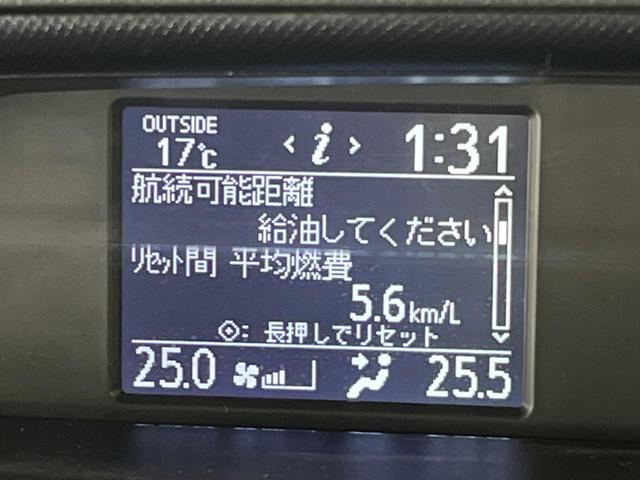 OUTSIDE
17℃
< i >
1:31
航続可能距離
給油してください
ﾘｾｯﾄ間 平均燃費
5.6km/L
: 長押しでリセット
25.0
25.5